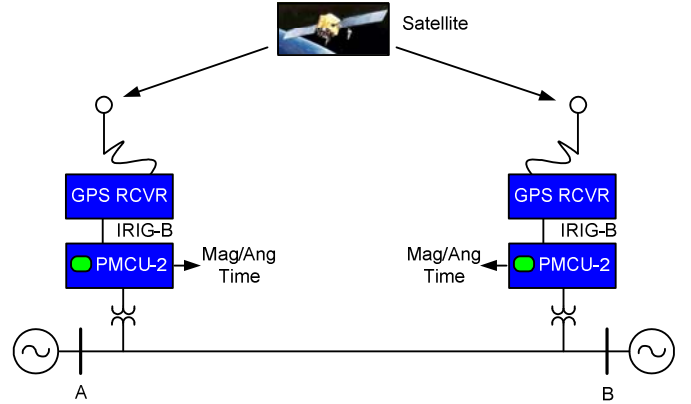 Satellite
GPS RCVR
GPS RCVR
IRIG-B
IRIG-B
PMCU-2
Mag/Ang
Time
Mag/Ang
Time
PMCU-2
A
B